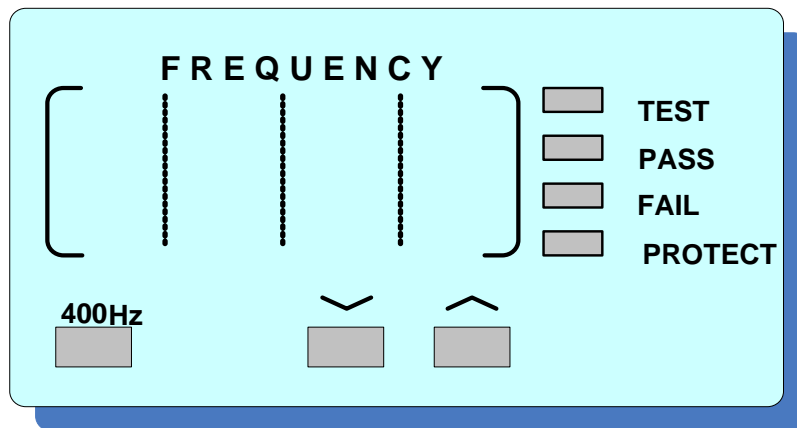 FREQUENCY
TEST
PASS
FAIL
PROTECT
400Hz